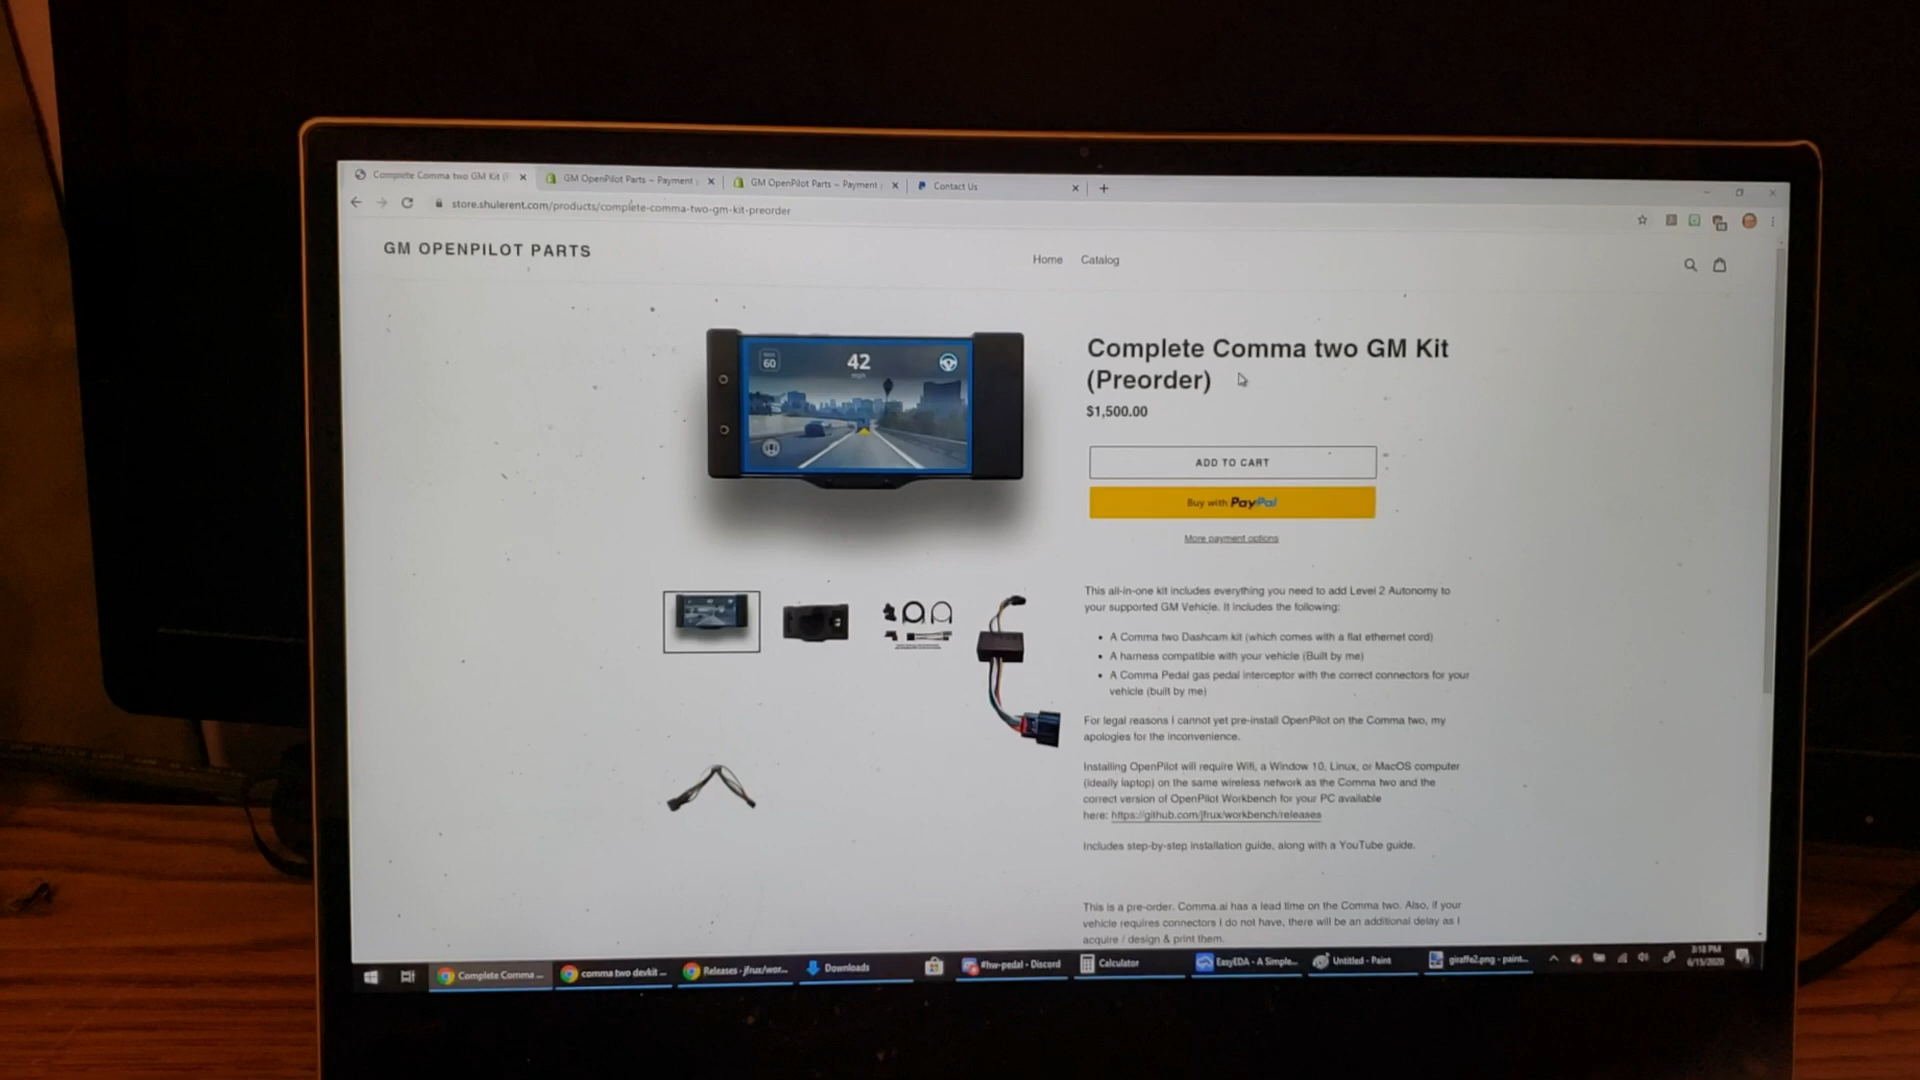 Complete Comma two GM Kit (P
GM OpenPilot Parts ~ Payment
GM OpenPilot Parts ~ Payment
Contact Us
store.shulerent.com/products/complete-comma-two-gm-kit-preorder
GM OPENPILOT PARTS
Home
Catalog
60
42
Complete Comma two GM Kit
(Preorder)
$1,500.00
ADD TO CART
Buy with PayPal
More payment options
This all-in-one kit includes everything you need to add Level 2 Autonomy to
your supported GM Vehicle. It includes the following:
• A Comma two Dashcam kit (which comes with a flat ethernet cord)
• A harness compatible with your vehicle (Built by me)
• A Comma Pedal gas pedal interceptor with the correct connectors for your
vehicle (built by me)
For legal reasons I cannot yet pre-install OpenPilot on the Comma two, my
apologies for the inconvenience.
Installing OpenPilot will require Wifi, a Window 10, Linux, or MacOS computer
(ideally laptop) on the same wireless network as the Comma two and the
correct version of OpenPilot Workbench for your PC available
here: https://github.com/jfrux/workbench/releases
Includes step-by-step installation guide, along with a YouTube guide.
This is a pre-order. Comma.ai has a lead time on the Comma two. Also, if your
vehicle requires connectors I do not have, there will be an additional delay as I
acquire / design & print them.
Complete Comma ...
comma two devkit ...
Releases · jfrux/wor...
Downloads
#hw-pedal - Discord
Calculator
EasyEDA - A Simple...
Untitled - Paint
giraffe2.png - paint...
3:18 PM
6/15/2020